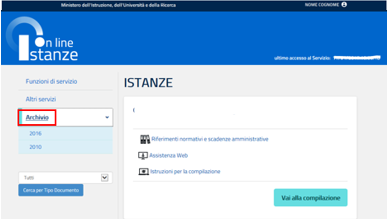 Ministero dell'Istruzione, dell'Università e della Ricerca
NOME COGNOME
on line
Istanze
ultimo accesso al Servizio:
Funzioni di servizio
Altri servizi
Archivio
2016
2010
Tutti
Cerca per Tipo Documento
ISTANZE
Riferimenti normativi e scadenze amministrative
Assistenza Web
Istruzioni per la compilazione
Vai alla compilazione